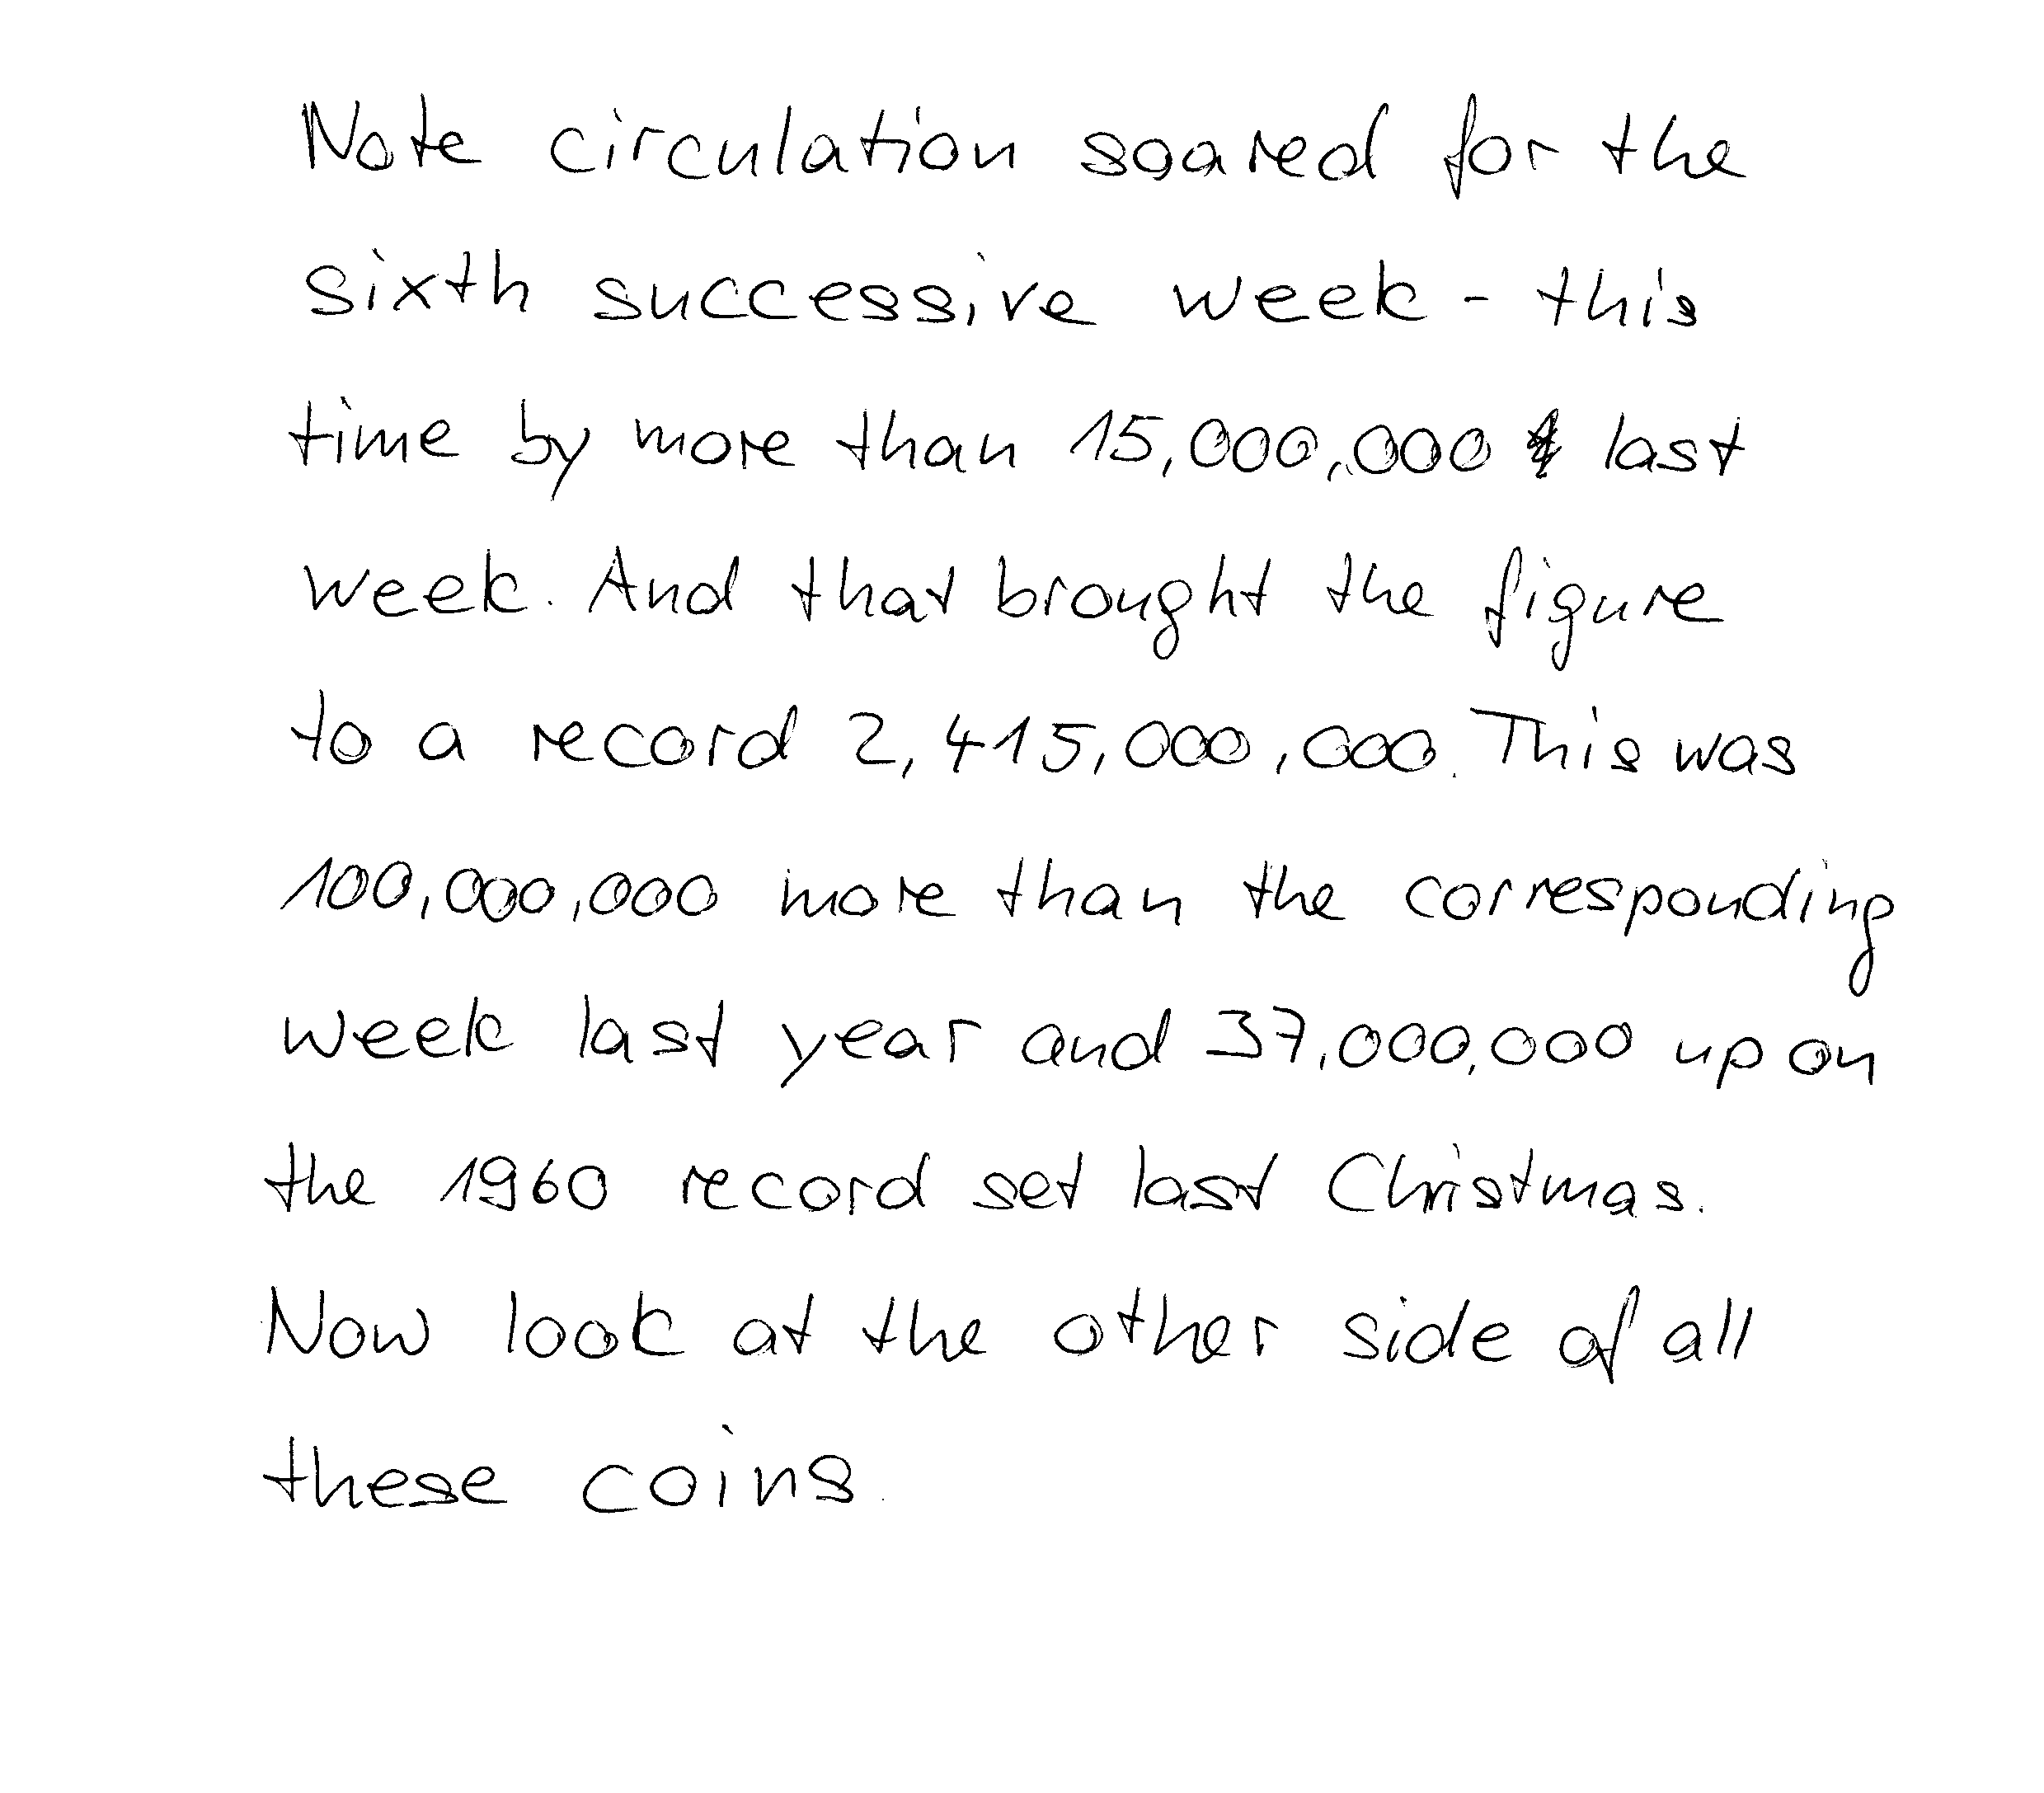 Note circulation soared for the
sixth successive week - this
time by more than 15,000,000 last
week. And that brought the figure
to a record 2,415,000,000. This was
100,000,000 more than the corresponding
week last year and 37,000,000 up on
the 1960 record set last Christmas.
Now look at the other side of all
these coins.